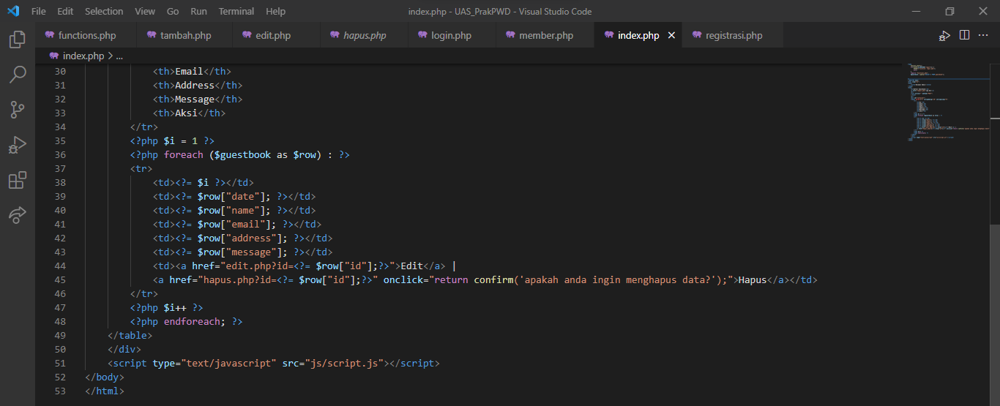 File Edit Selection View Go Run Terminal Help index.php - UAS_PrakPWD - Visual Studio Code
functions.php tambah.php edit.php hapus.php login.php member.php index.php registrasi.php
index.php > ...
30 <th>Email</th>
31 <th>Address</th>
32 <th>Message</th>
33 <th>Aksi</th>
34 </tr>
35 <?php $i = 1 ?>
36 <?php foreach ($guestbook as $row) : ?>
37 <tr>
38 <td><?= $i ?></td>
39 <td><?= $row["date"]; ?></td>
40 <td><?= $row["name"]; ?></td>
41 <td><?= $row["email"]; ?></td>
42 <td><?= $row["address"]; ?></td>
43 <td><?= $row["message"]; ?></td>
44 <td><a href="edit.php?id=<?= $row["id"];?>">Edit</a> |
45 <a href="hapus.php?id=<?= $row["id"];?>" onclick="return confirm('apakah anda ingin menghapus data?');">Hapus</a></td>
46 </tr>
47 <?php $i++ ?>
48 <?php endforeach; ?>
49 </table>
50 </div>
51 <script type="text/javascript" src="js/script.js"></script>
52 </body>
53 </html>